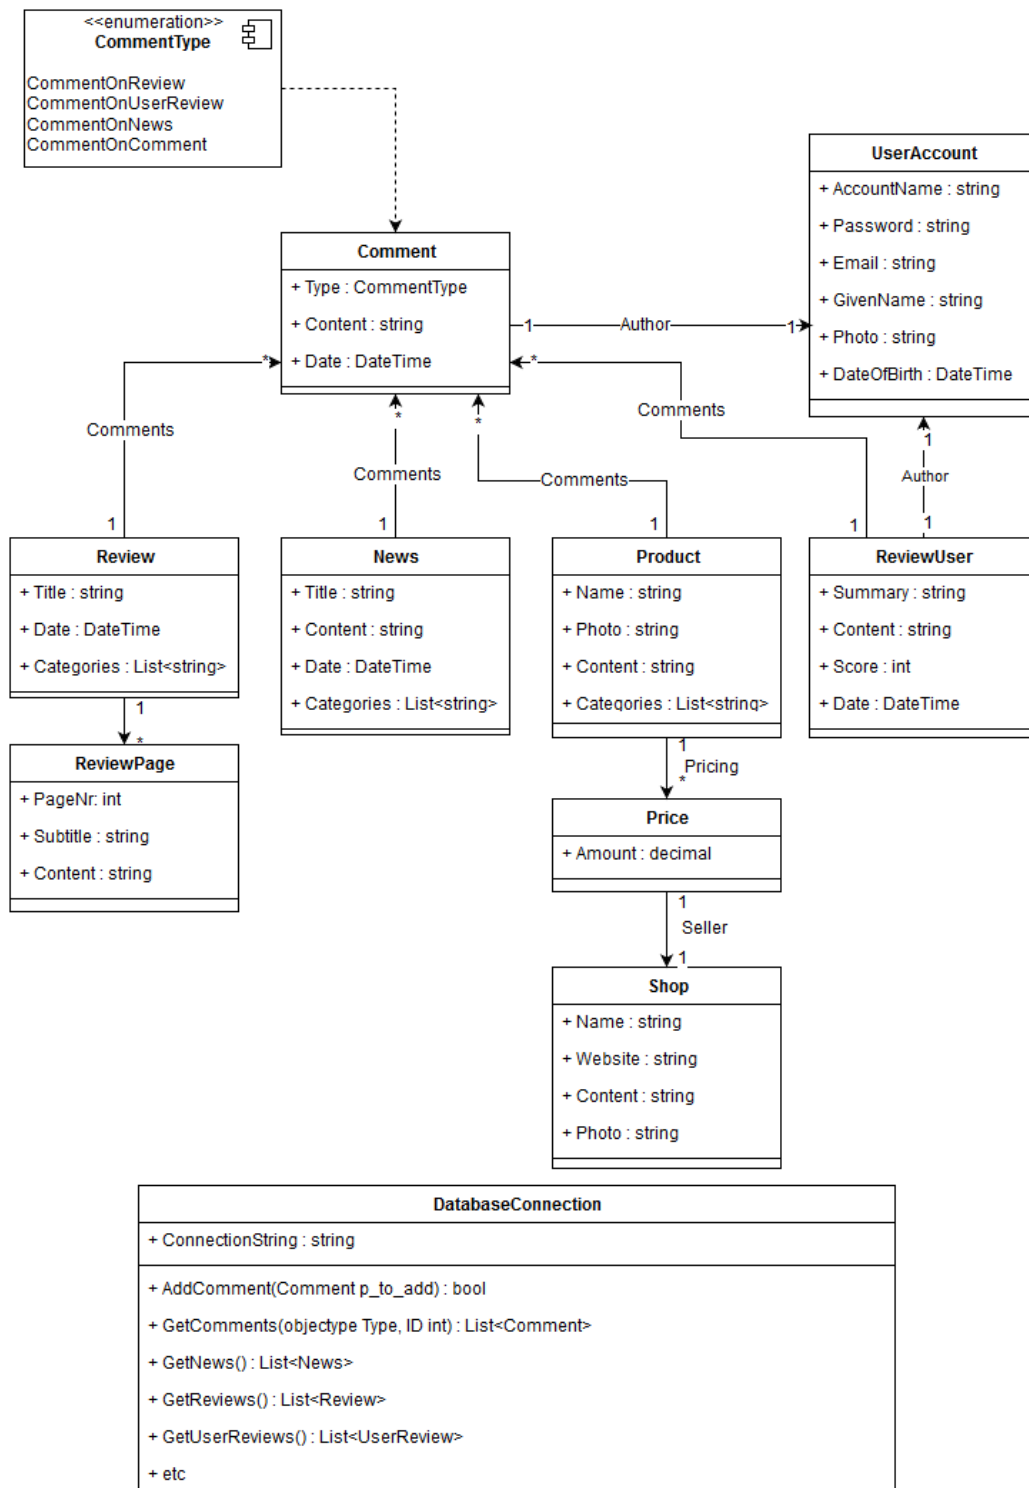 <<enumeration>>
CommentType
CommentOnReview
CommentOnUserReview
CommentOnNews
CommentOnComment
UserAccount
+ AccountName : string
+ Password : string
+ Email : string
+ GivenName : string
+ Photo : string
+ DateOfBirth : DateTime
Comment
+ Type : CommentType
+ Content : string
+ Date : DateTime
1
Author
1
*
Comments
1
*
Comments
1
*
Comments
1
*
Comments
1
1
Author
1
Review
+ Title : string
+ Date : DateTime
+ Categories : List<string>
News
+ Title : string
+ Content : string
+ Date : DateTime
+ Categories : List<string>
Product
+ Name : string
+ Photo : string
+ Content : string
+ Categories : List<string>
ReviewUser
+ Summary : string
+ Content : string
+ Score : int
+ Date : DateTime
1
*
ReviewPage
+ PageNr: int
+ Subtitle : string
+ Content : string
1
Pricing
*
Price
+ Amount : decimal
1
Seller
1
Shop
+ Name : string
+ Website : string
+ Content : string
+ Photo : string
DatabaseConnection
+ ConnectionString : string
+ AddComment(Comment p_to_add) : bool
+ GetComments(objectype Type, ID int) : List<Comment>
+ GetNews() : List<News>
+ GetReviews() : List<Review>
+ GetUserReviews() : List<UserReview>
+ etc